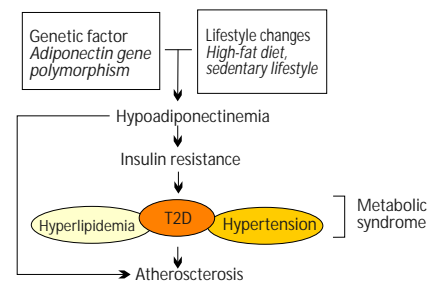 Genetic factor
Adiponectin gene
polymorphism
Lifestyle changes
High-fat diet,
sedentary lifestyle
Hypoadiponectinemia
Insulin resistance
Hyperlipidemia
T2D
Hypertension
Metabolic
syndrome
Atheroscterosis